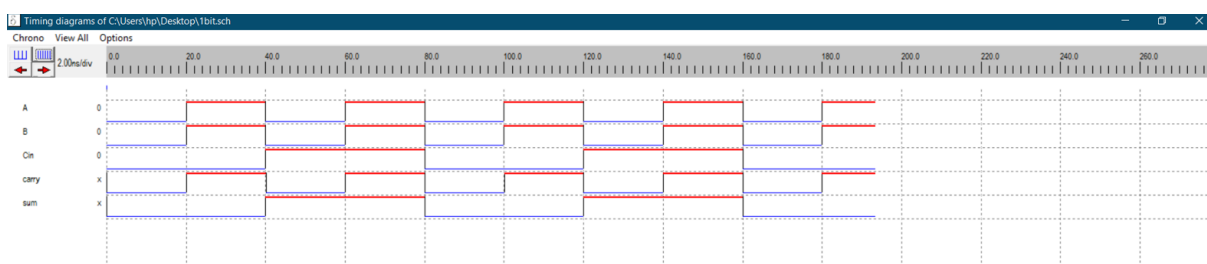 Timing diagrams of C:\Users\hp\Desktop\1bit.sch
Chrono View All Options
2.00ns/div 0.0 20.0 40.0 60.0 80.0 100.0 120.0 140.0 160.0 180.0 200.0 220.0 240.0 260.0
A 0
B 0
Cin 0
carry x
sum x